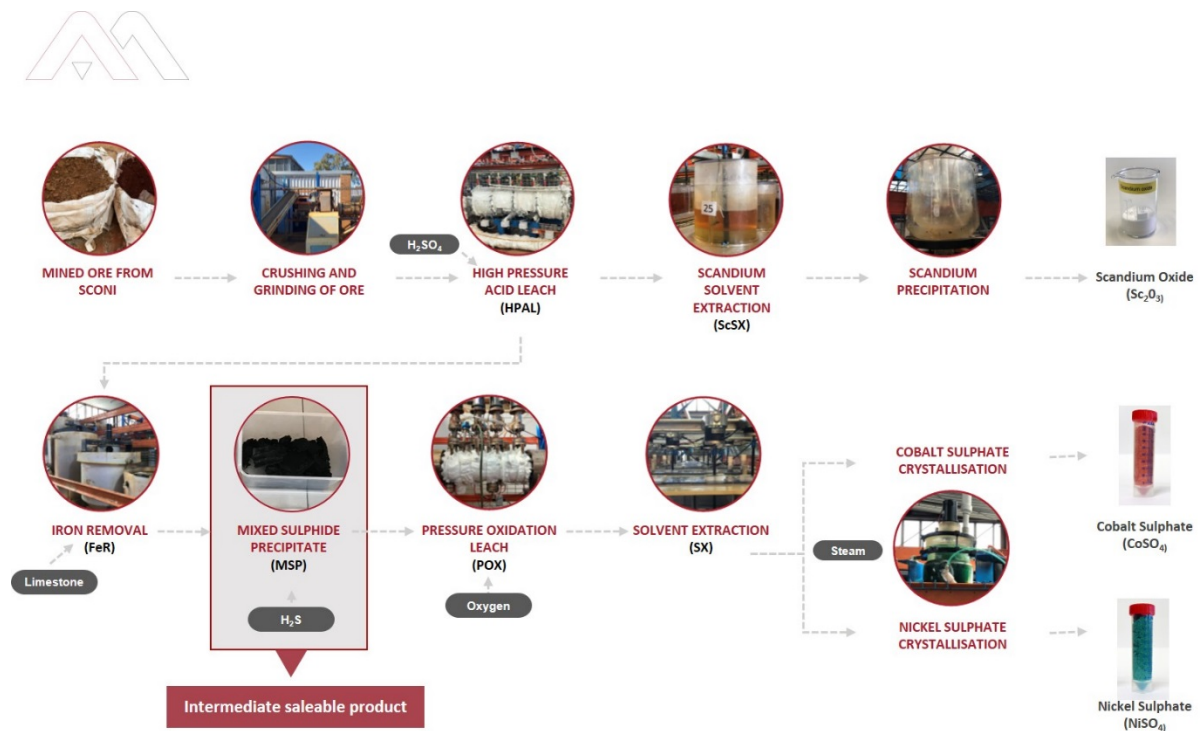 MINED ORE FROM
SCONI
CRUSHING AND
GRINDING OF ORE
H₂SO₄
HIGH PRESSURE
ACID LEACH
(HPAL)
25
SCANDIUM
SOLVENT
EXTRACTION
(ScSX)
SCANDIUM
PRECIPITATION
Scandium oxide
Scandium Oxide
(Sc₂0₃)
IRON REMOVAL
(FeR)
Limestone
MIXED SULPHIDE
PRECIPITATE
(MSP)
H₂S
Intermediate saleable product
PRESSURE OXIDATION
LEACH
(POX)
Oxygen
SOLVENT EXTRACTION
(SX)
COBALT SULPHATE
CRYSTALLISATION
Steam
NICKEL SULPHATE
CRYSTALLISATION
Cobalt Sulphate
(CoSO₄)
Nickel Sulphate
(NiSO₄)